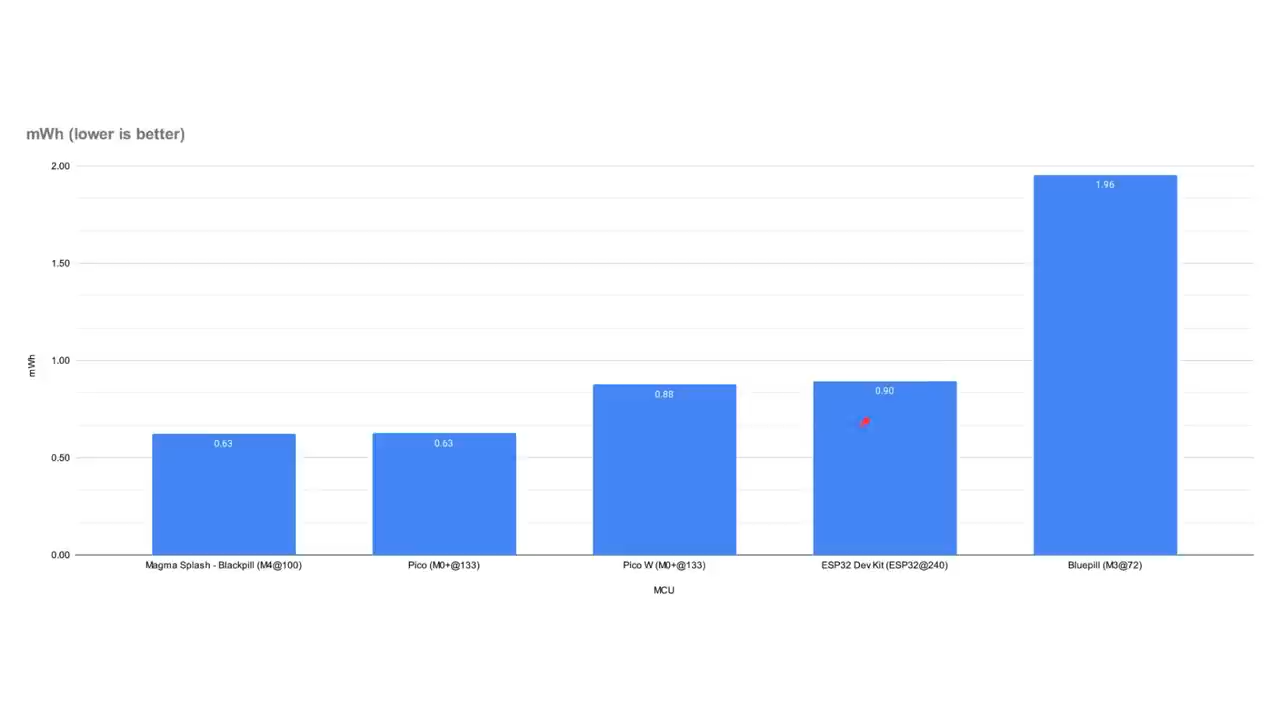 mWh (lower is better)
2.00
1.50
1.00
0.50
0.00
mWh
0.63
0.63
0.88
0.90
1.96
Magma Splash - Blackpill (M4@100)
Pico (M0+@133)
Pico W (M0+@133)
ESP32 Dev Kit (ESP32@240)
Bluepill (M3@72)
MCU